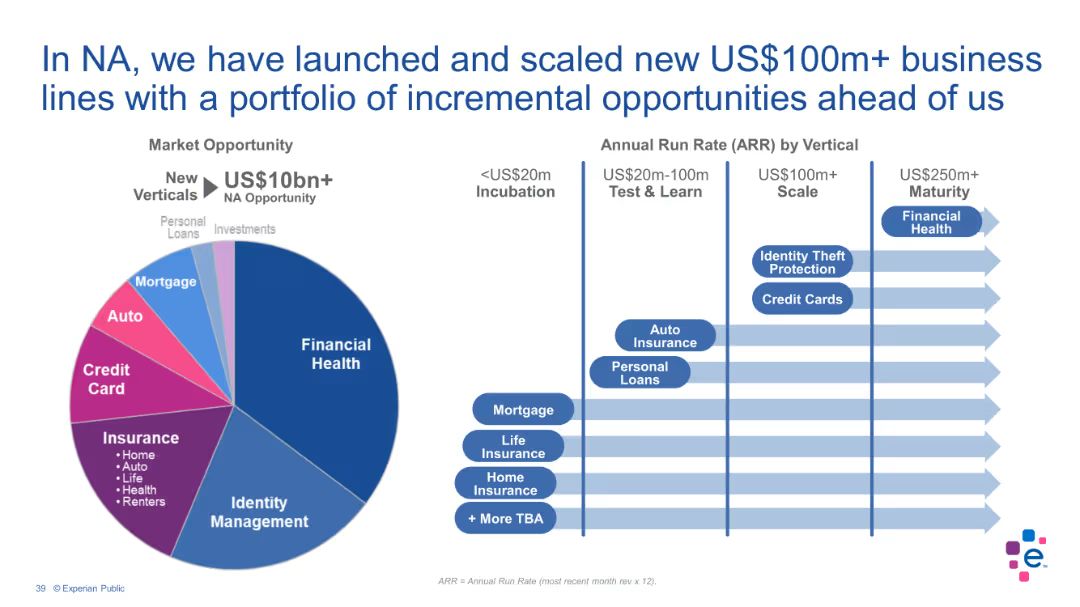 In NA, we have launched and scaled new US$100m+ business
lines with a portfolio of incremental opportunities ahead of us
Market Opportunity
New
Verticals
US$10bn+
NA Opportunity
Personal
Loans
Investments
Mortgage
Auto
Credit
Card
Insurance
• Home
• Auto
• Life
• Health
• Renters
Financial
Health
Identity
Management
Annual Run Rate (ARR) by Vertical
<US$20m
Incubation
US$20m-100m
Test & Learn
US$100m+
Scale
US$250m+
Maturity
Financial
Health
Identity Theft
Protection
Credit Cards
Auto
Insurance
Personal
Loans
Mortgage
Life
Insurance
Home
Insurance
+ More TBA
e
39 © Experian Public
ARR = Annual Run Rate (most recent month rev x 12).